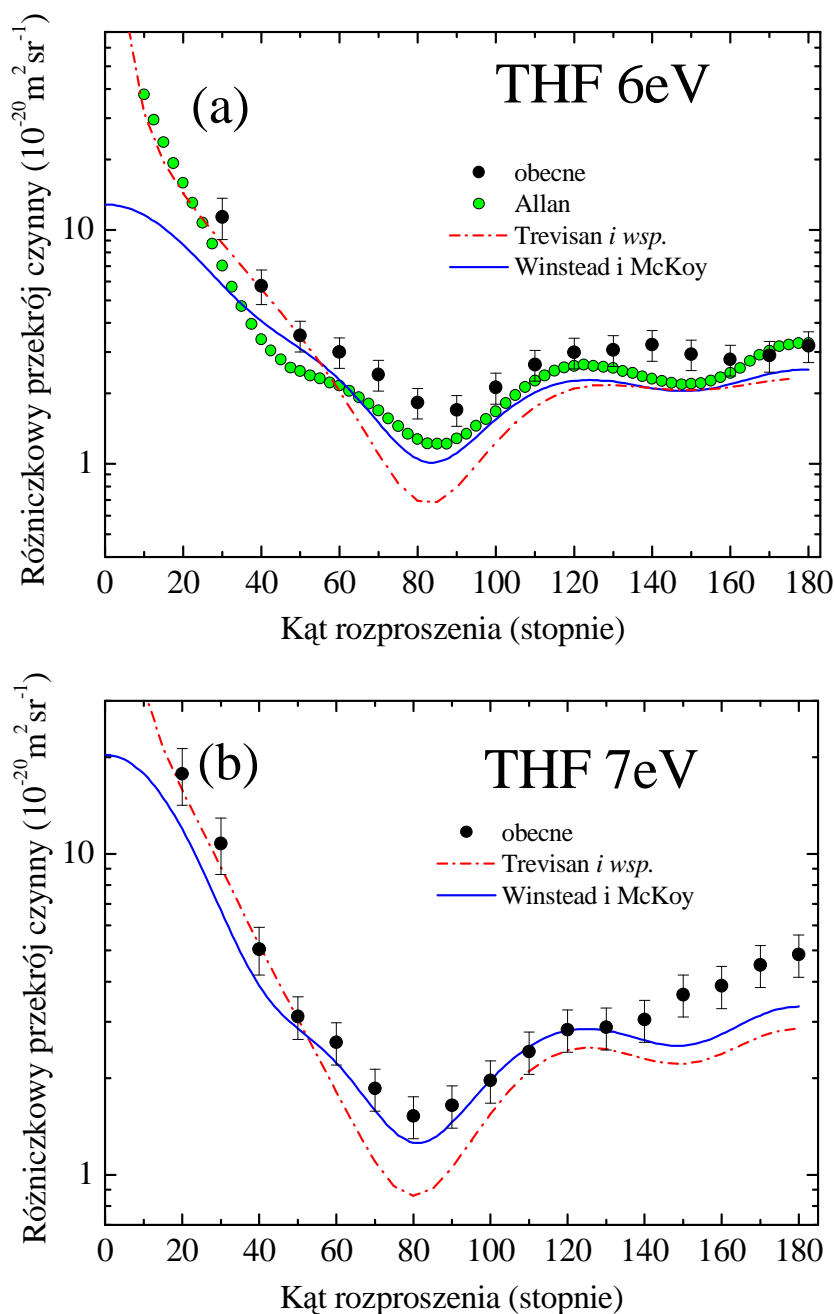 Różniczkowy przekrój czynny (10⁻²⁰ m² sr⁻¹)
(a)
THF 6eV
obecne
Allan
Trevisan i wsp.
Winstead i McKoy
10
1
0 20 40 60 80 100 120 140 160 180
Kąt rozproszenia (stopnie)
Różniczkowy przekrój czynny (10⁻²⁰ m² sr⁻¹)
(b)
THF 7eV
obecne
Trevisan i wsp.
Winstead i McKoy
10
1
0 20 40 60 80 100 120 140 160 180
Kąt rozproszenia (stopnie)